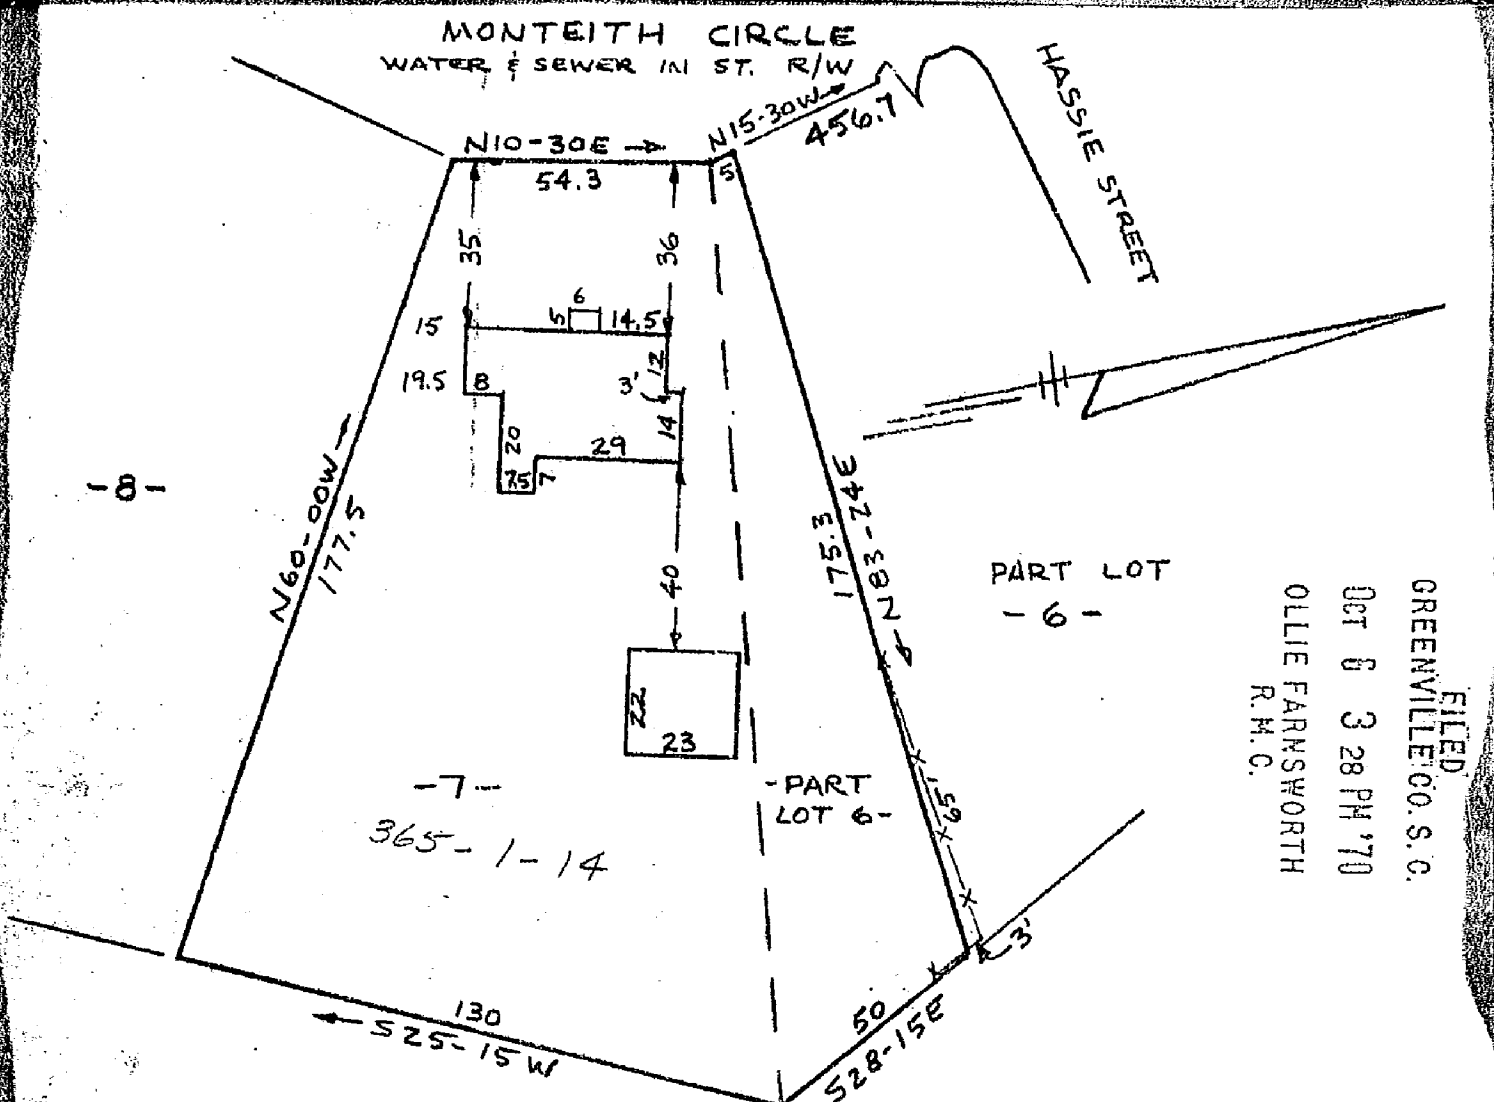 MONTEITH CIRCLE
WATER & SEWER IN ST. R/W
HASSIE STREET
N10-30E
54.3
N15-30W
456.7
5
35
36
6
5
14.5
15
12
19.5
8
3'
14
20
29
7.5
7
40
22
23
N60-00W
177.5
-8-
175.3
N83-24E
PART LOT
-6-
-7-
365-1-14
-PART
LOT 6-
65-1
3'
130
S25-15W
50
S28-15E
FILED
GREENVILLE CO. S. C.
OCT 6 3 28 PM '70
OLLIE FARNSWORTH
R.M.C.